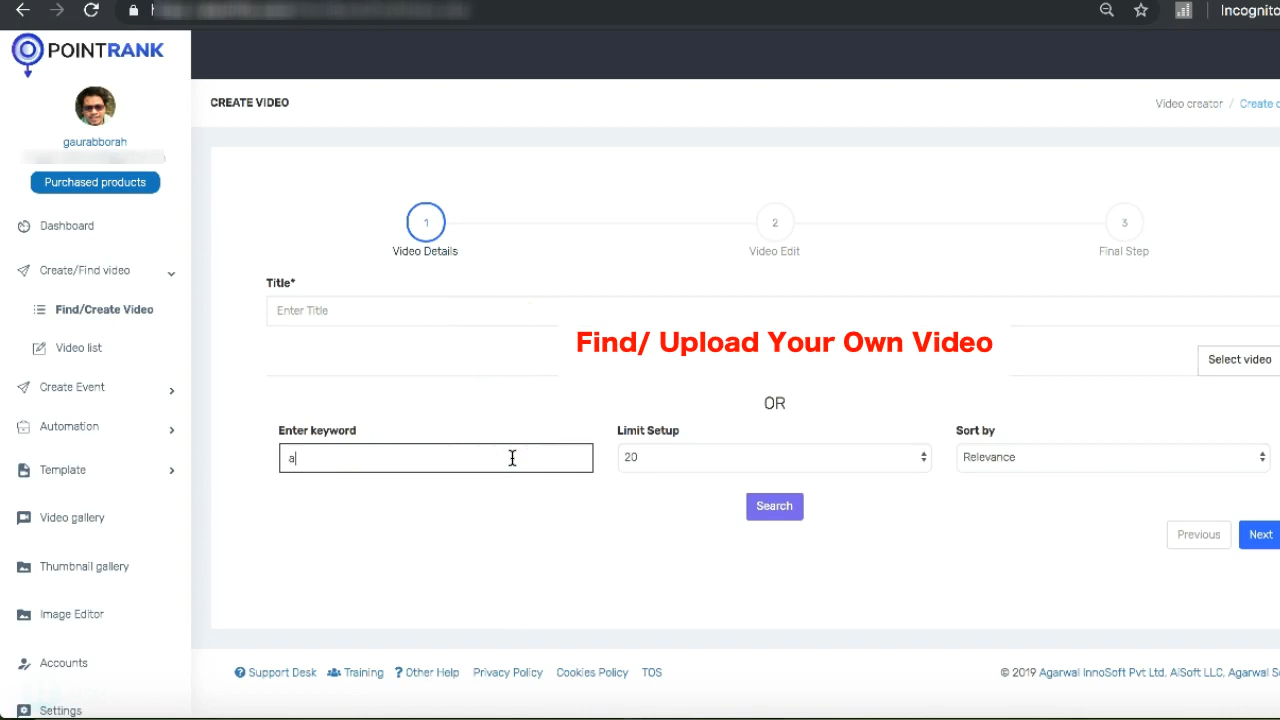 Incognito
POINTRANK
gaurabborah
Purchased products
Dashboard
Create/Find video
Find/Create Video
Video list
Create Event
Automation
Template
Video gallery
Thumbnail gallery
Image Editor
Accounts
Settings
CREATE VIDEO
Video creator / Create
1
2
3
Video Details
Video Edit
Final Step
Title*
Enter Title
Find/ Upload Your Own Video
Select video
OR
Enter keyword
Limit Setup
Sort by
a
20
Relevance
Search
Previous
Next
Support Desk Training Other Help Privacy Policy Cookies Policy TOS
© 2019 Agarwal InnoSoft Pvt Ltd, AiSoft LLC, Agarwal